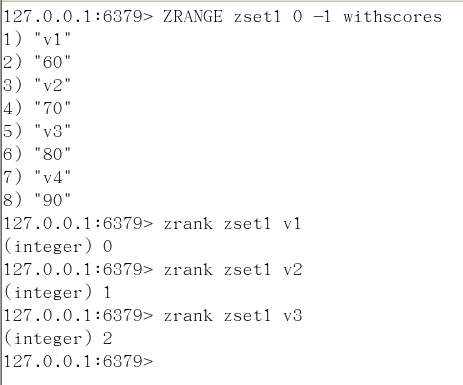 127.0.0.1:6379> ZRANGE zset1 0 -1 withscores
1) "v1"
2) "60"
3) "v2"
4) "70"
5) "v3"
6) "80"
7) "v4"
8) "90"
127.0.0.1:6379> zrank zset1 v1
(integer) 0
127.0.0.1:6379> zrank zset1 v2
(integer) 1
127.0.0.1:6379> zrank zset1 v3
(integer) 2
127.0.0.1:6379>